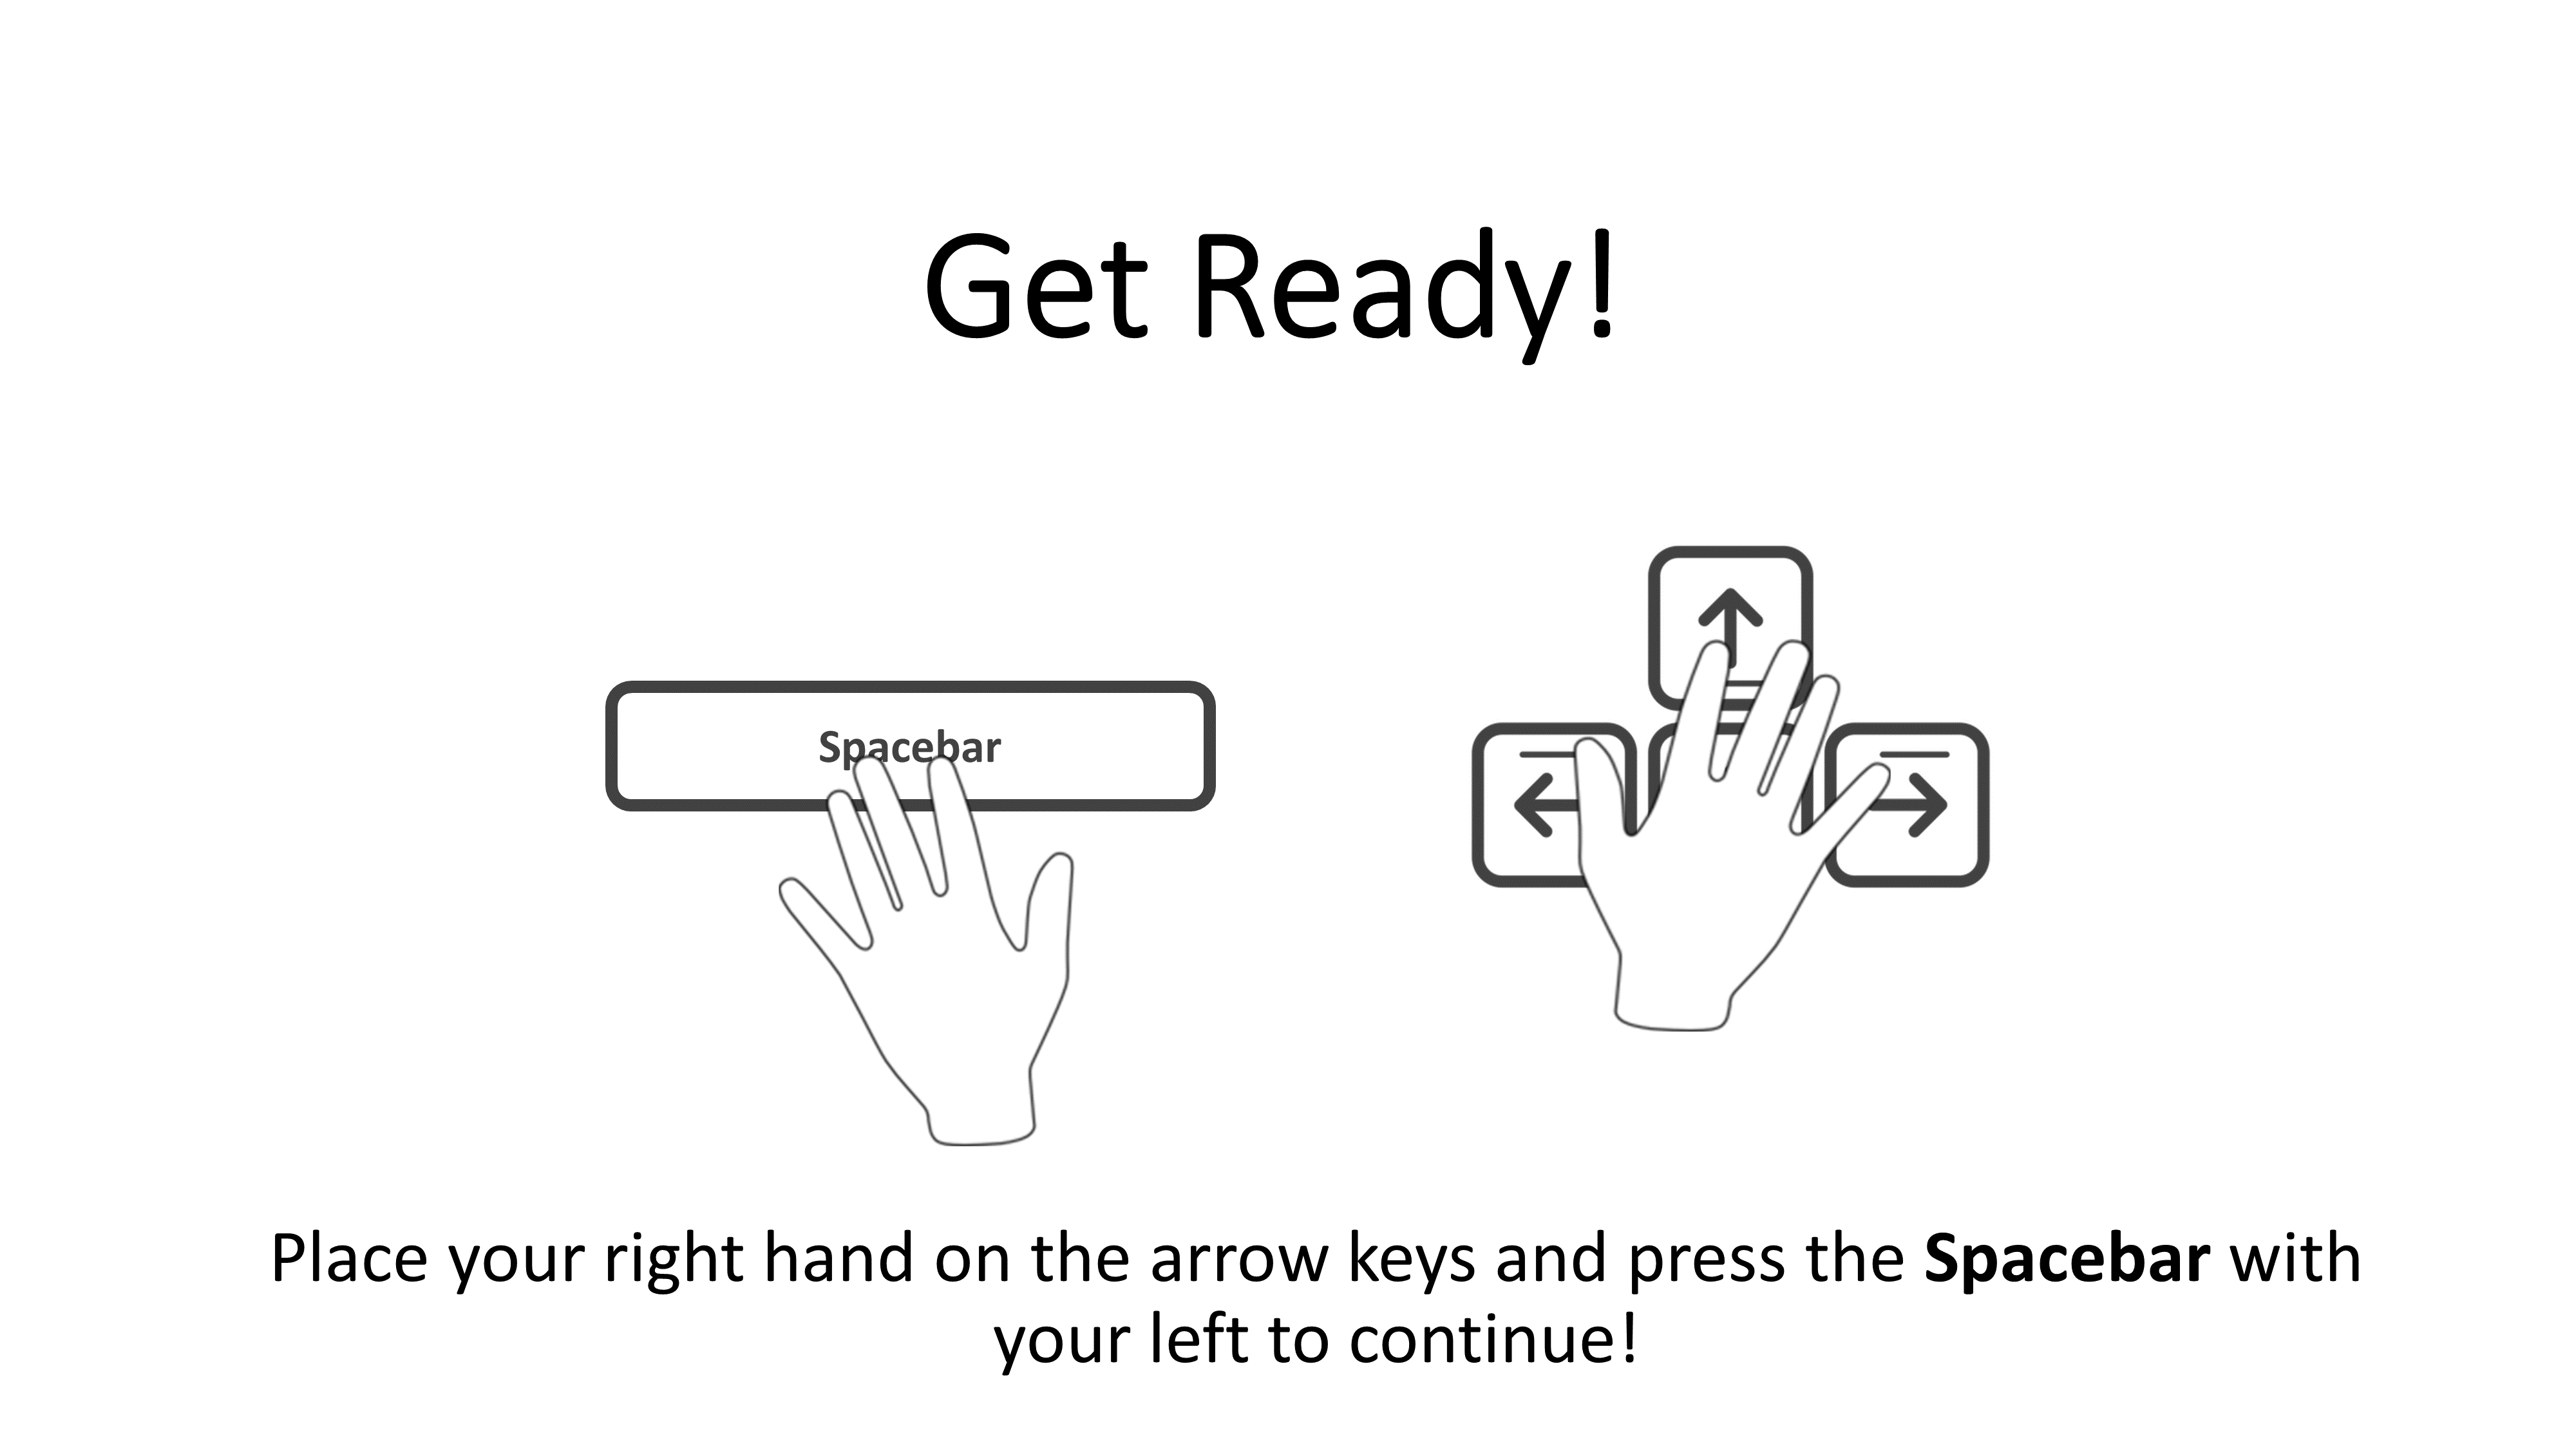 Get Ready!
Spacebar
Place your right hand on the arrow keys and press the Spacebar with
your left to continue!